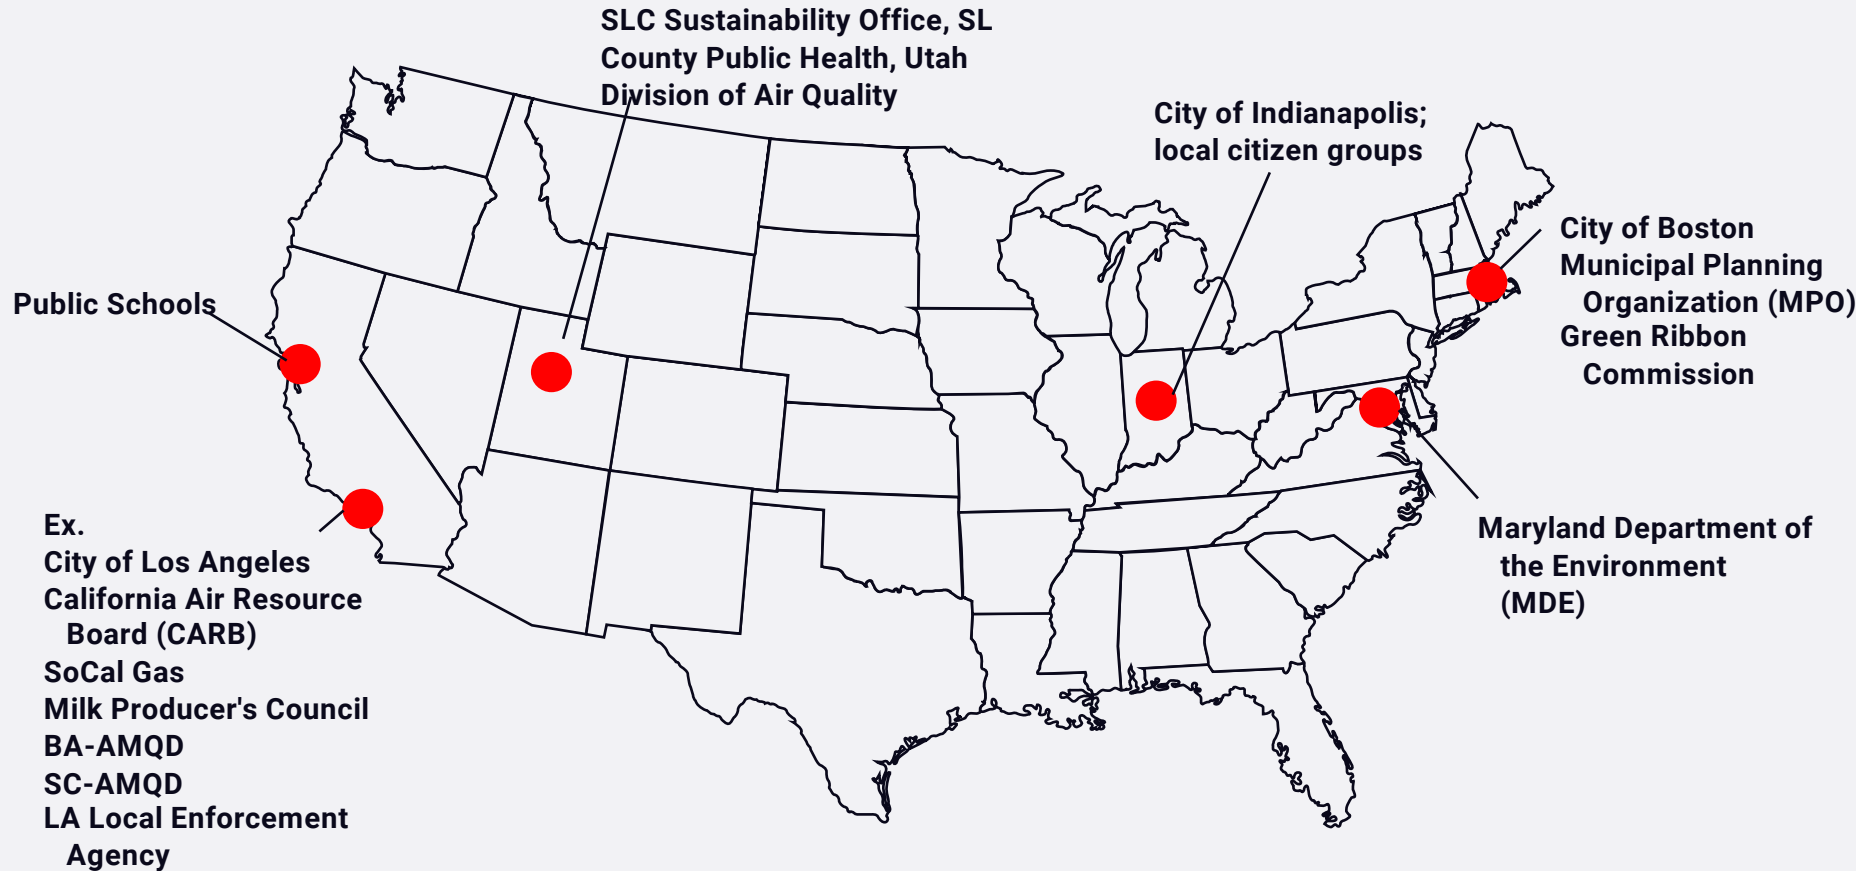 SLC Sustainability Office, SL
County Public Health, Utah
Division of Air Quality
City of Indianapolis;
local citizen groups
City of Boston
Municipal Planning
Organization (MPO)
Green Ribbon
Commission
Public Schools
Maryland Department of
the Environment
(MDE)
Ex.
City of Los Angeles
California Air Resource
Board (CARB)
SoCal Gas
Milk Producer's Council
BA-AMQD
SC-AMQD
LA Local Enforcement
Agency